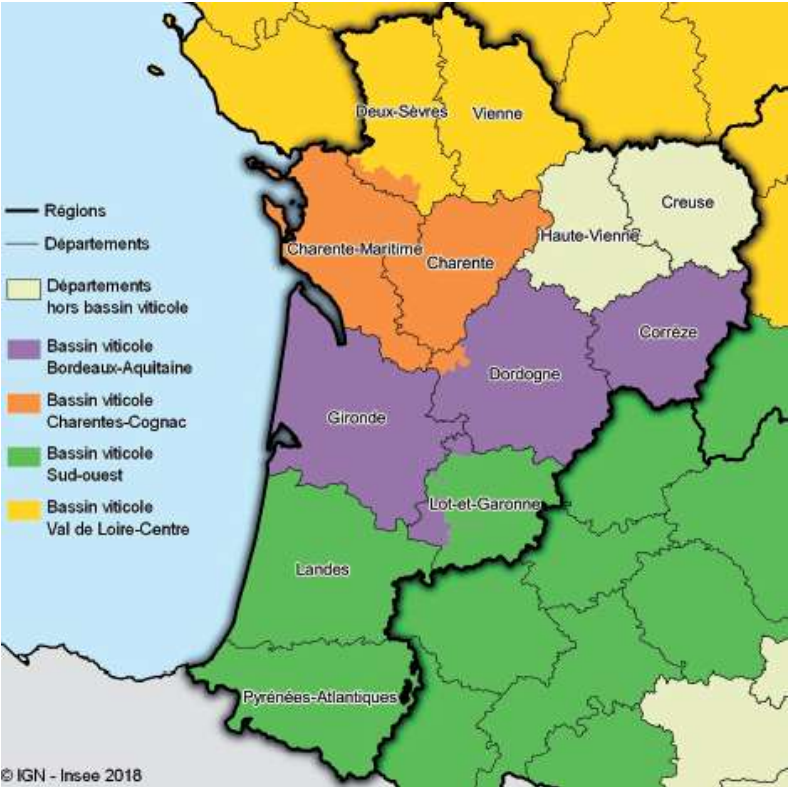 Deux-Sèvres
Vienne
Régions
Départements
Départements
hors bassin viticole
Bassin viticole
Bordeaux-Aquitaine
Bassin viticole
Charentes-Cognac
Bassin viticole
Sud-ouest
Bassin viticole
Val de Loire-Centre
Creuse
Haute-Vienne
Charente-Maritime
Charente
Corrèze
Dordogne
Gironde
Lot-et-Garonne
Landes
Pyrénées-Atlantiques
© IGN - Insee 2018